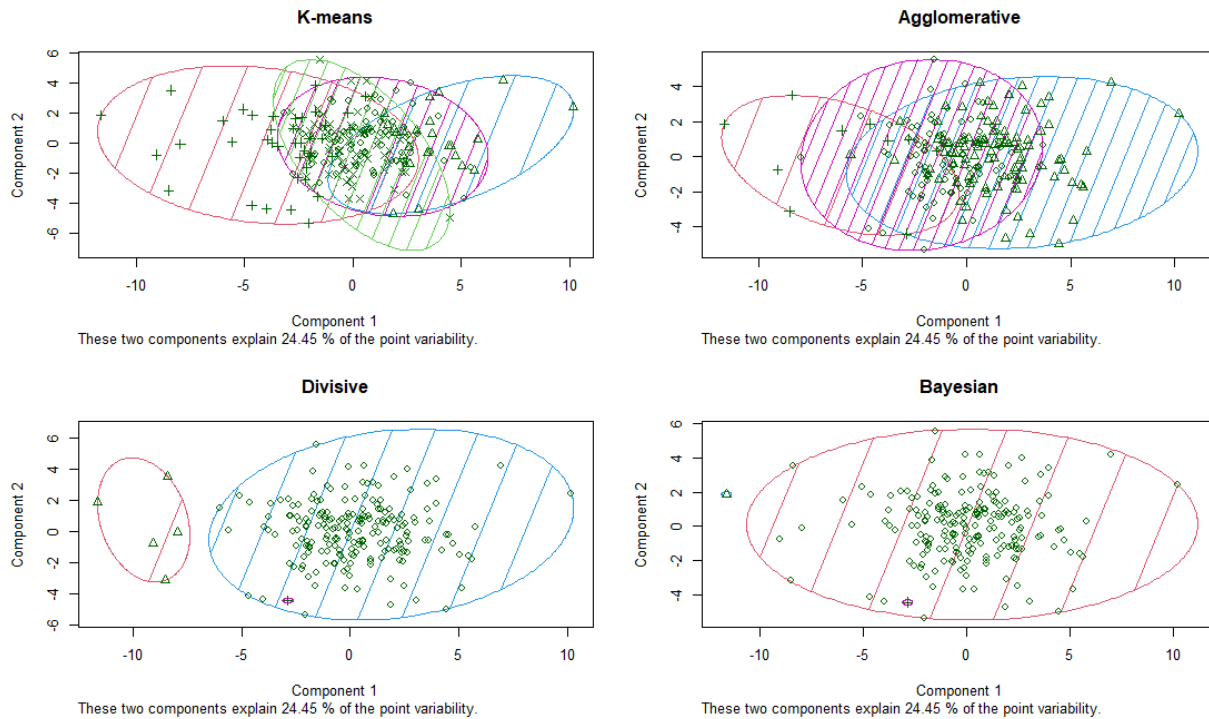 K-means
Component 2
6
4
2
0
-2
-4
-6
-10
-5
0
5
10
Component 1
These two components explain 24.45 % of the point variability.
Agglomerative
Component 2
4
2
0
-2
-4
-10
-5
0
5
10
Component 1
These two components explain 24.45 % of the point variability.
Divisive
Component 2
6
4
2
0
-2
-4
-6
-10
-5
0
5
10
Component 1
These two components explain 24.45 % of the point variability.
Bayesian
Component 2
6
4
2
0
-2
-4
-10
-5
0
5
10
Component 1
These two components explain 24.45 % of the point variability.